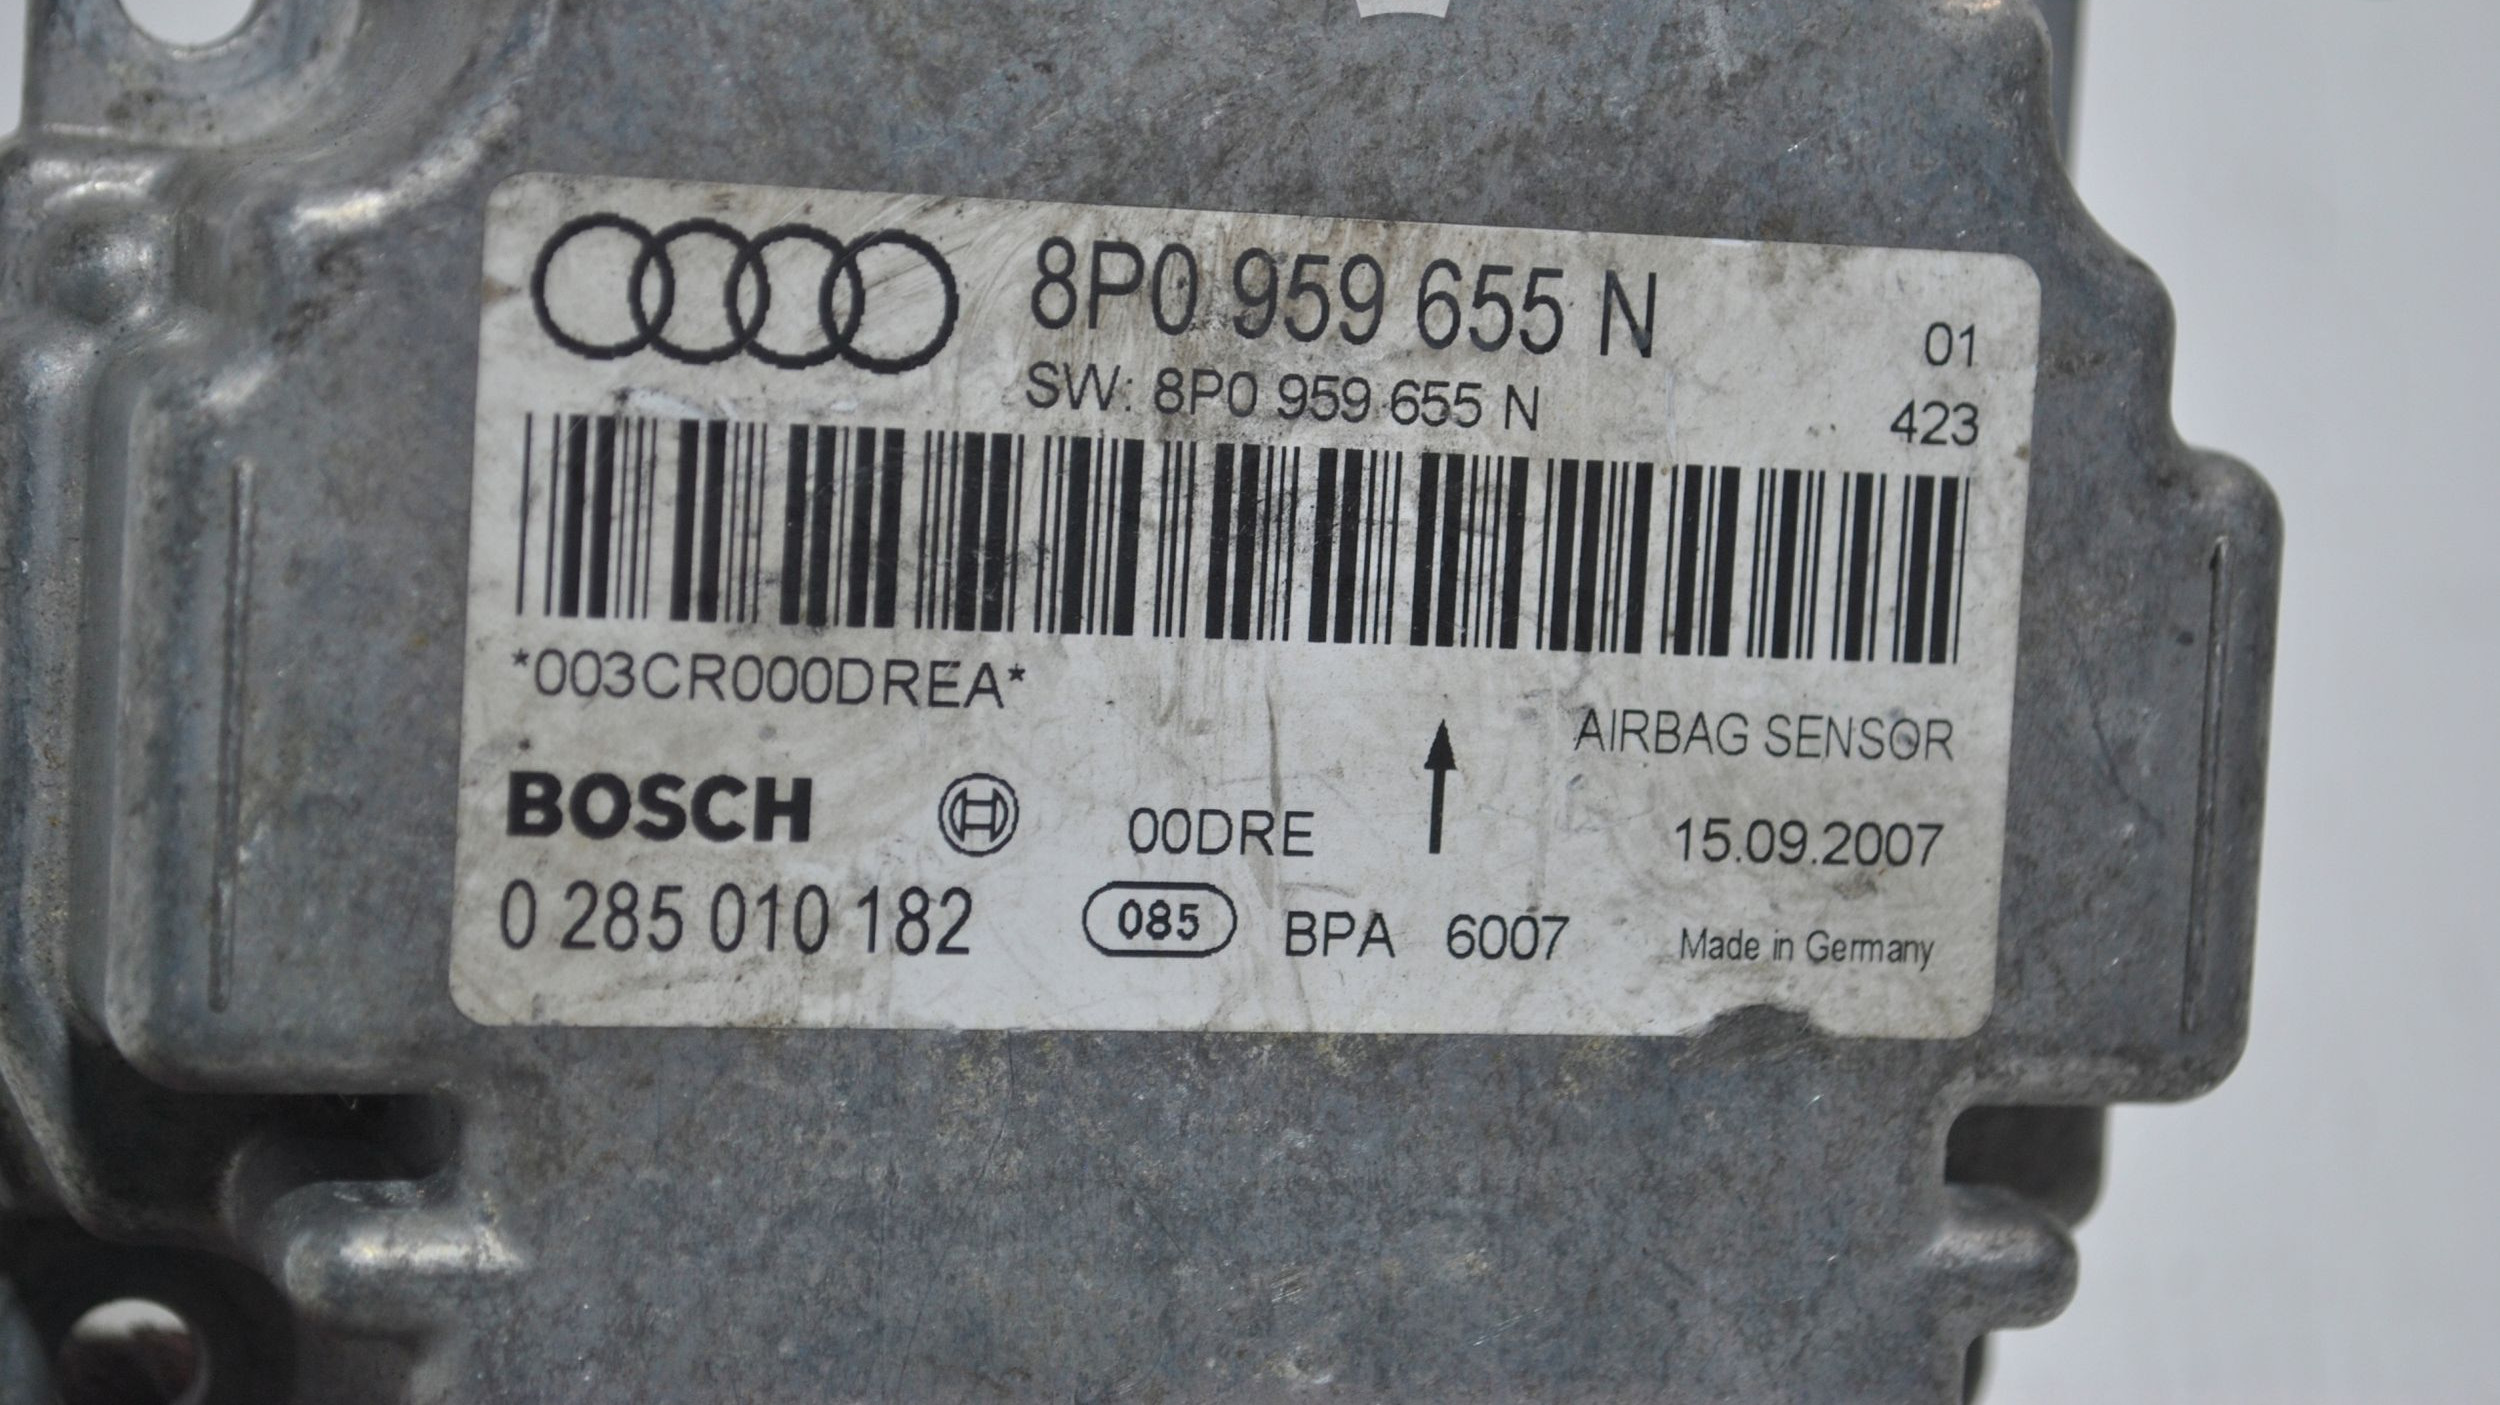 8P0 959 655 N
01
SW: 8P0 959 655 N
423
*003CR000DREA*
AIRBAG SENSOR
BOSCH
00DRE
15.09.2007
0 285 010 182
085
BPA 6007
Made in Germany